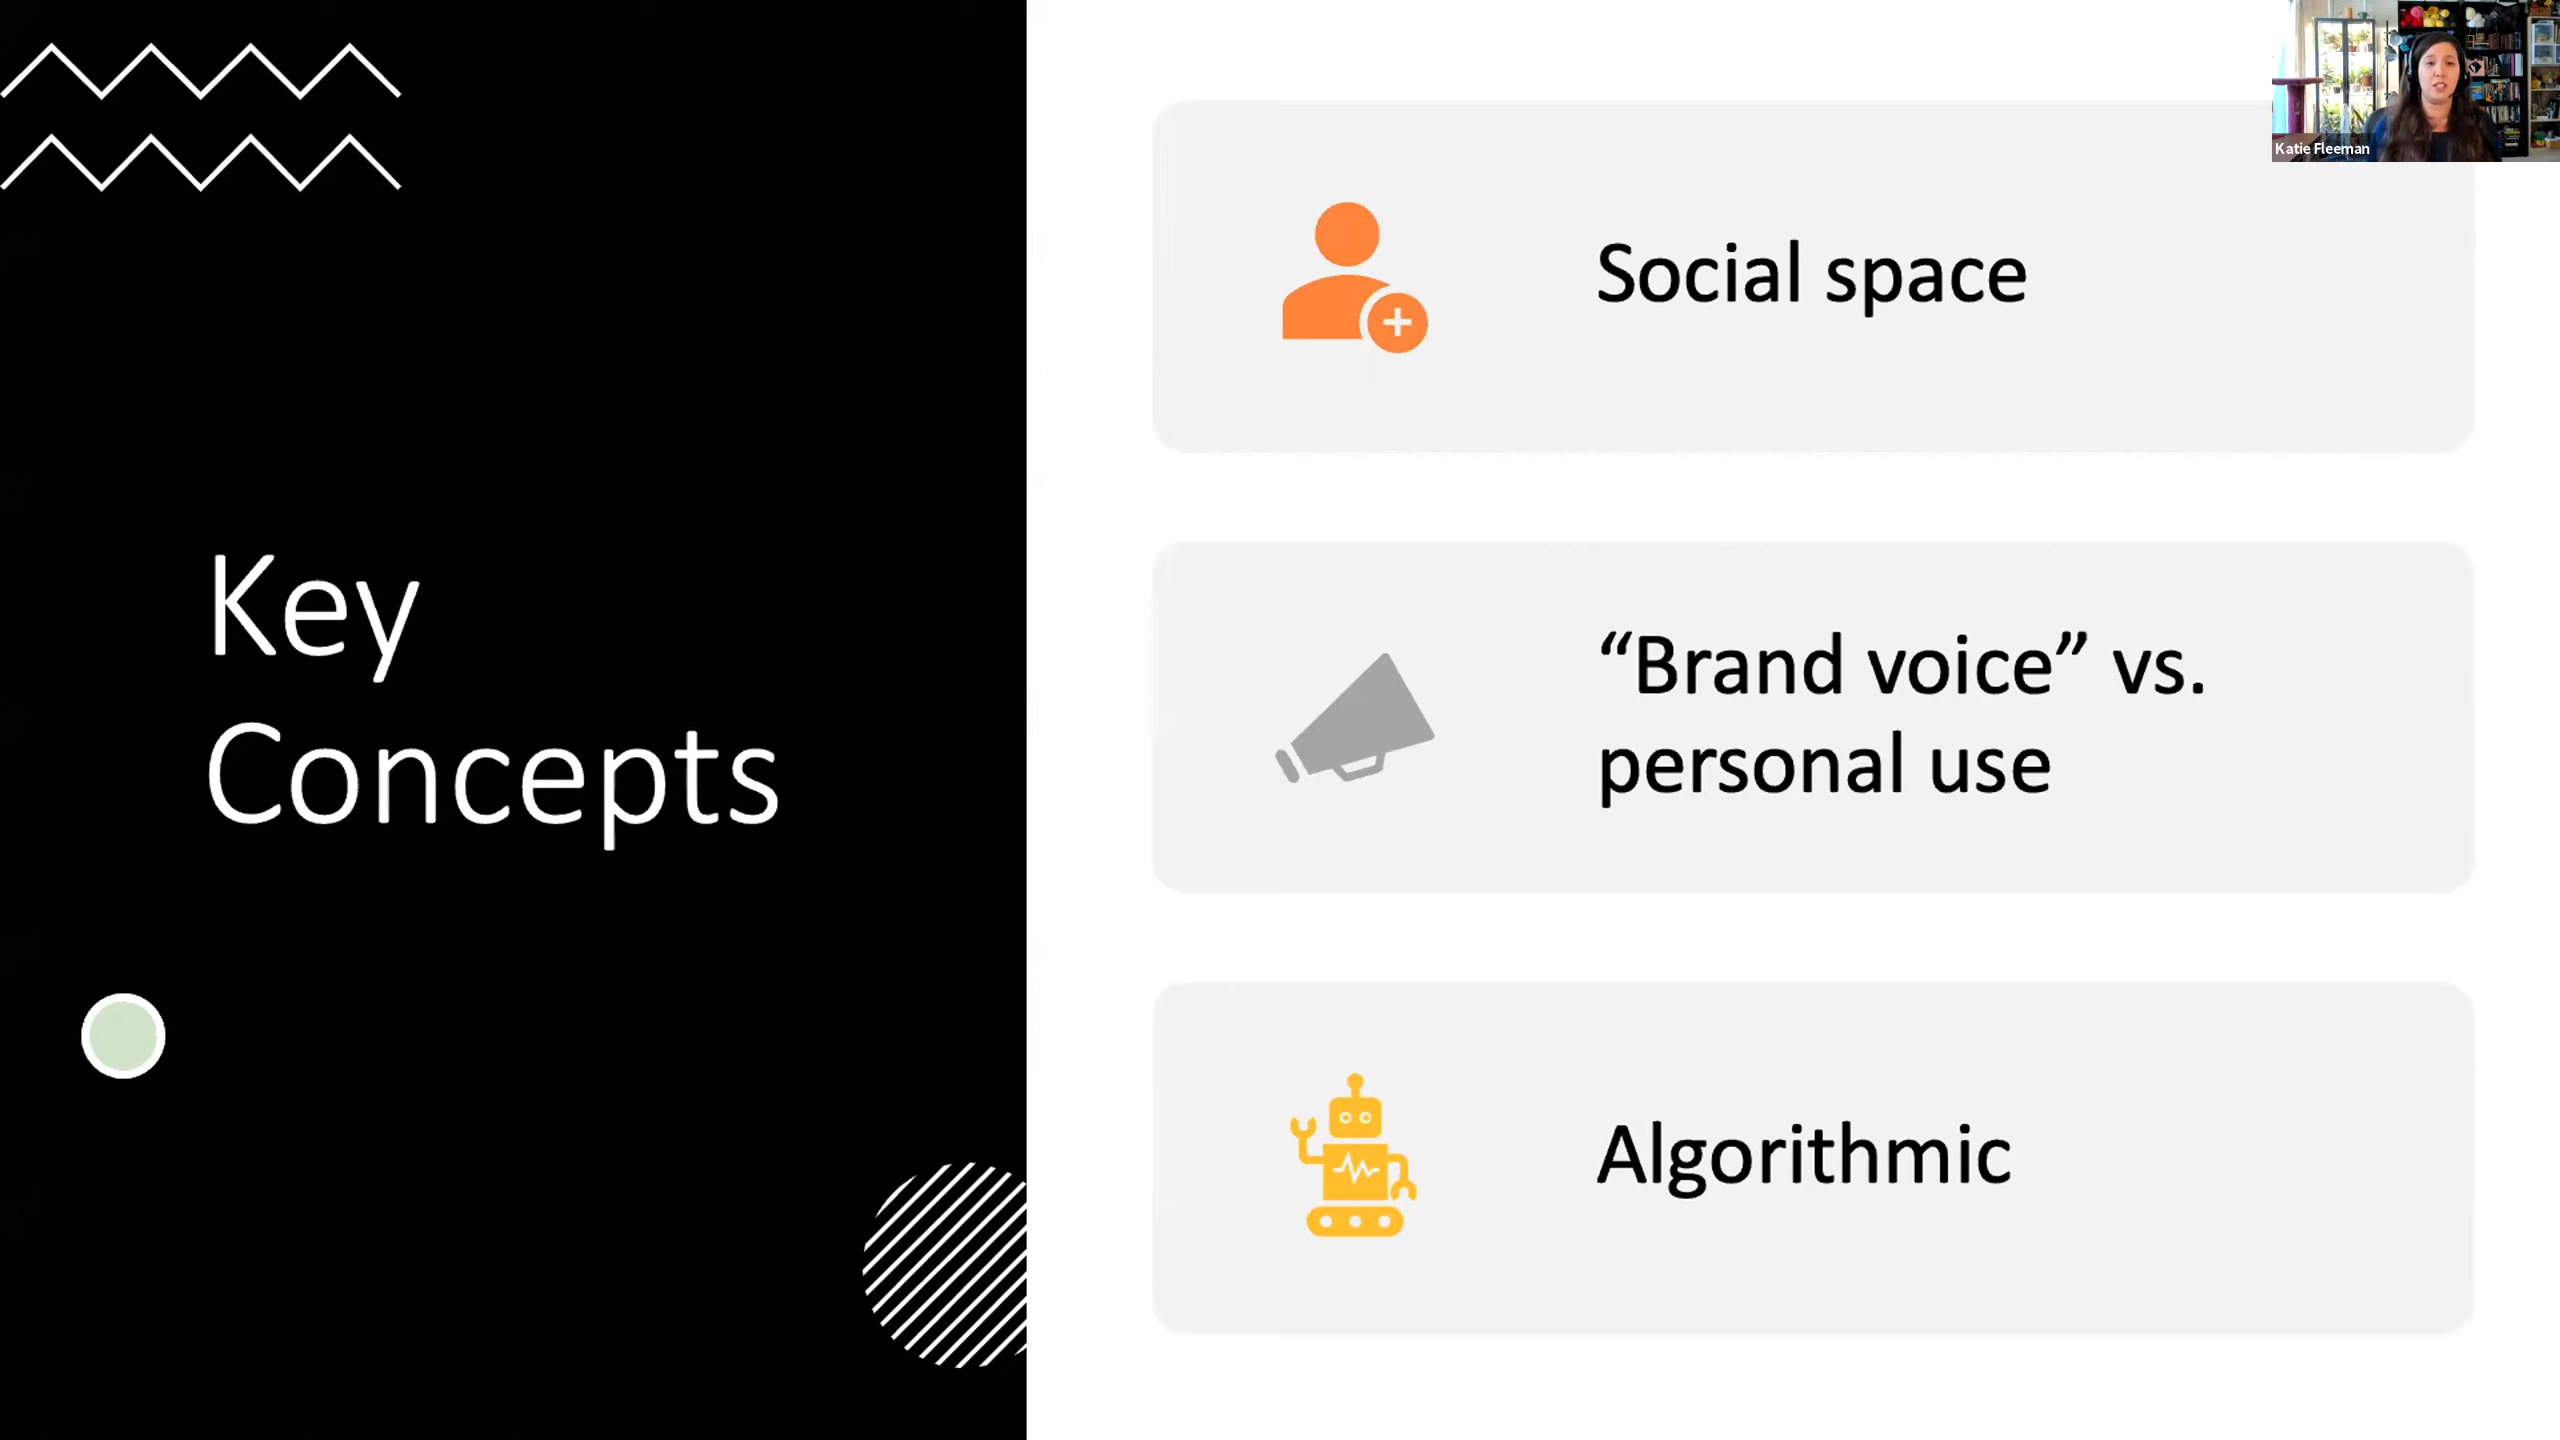 Key
Concepts
Katie Fleeman
Social space
“Brand voice” vs.
personal use
Algorithmic